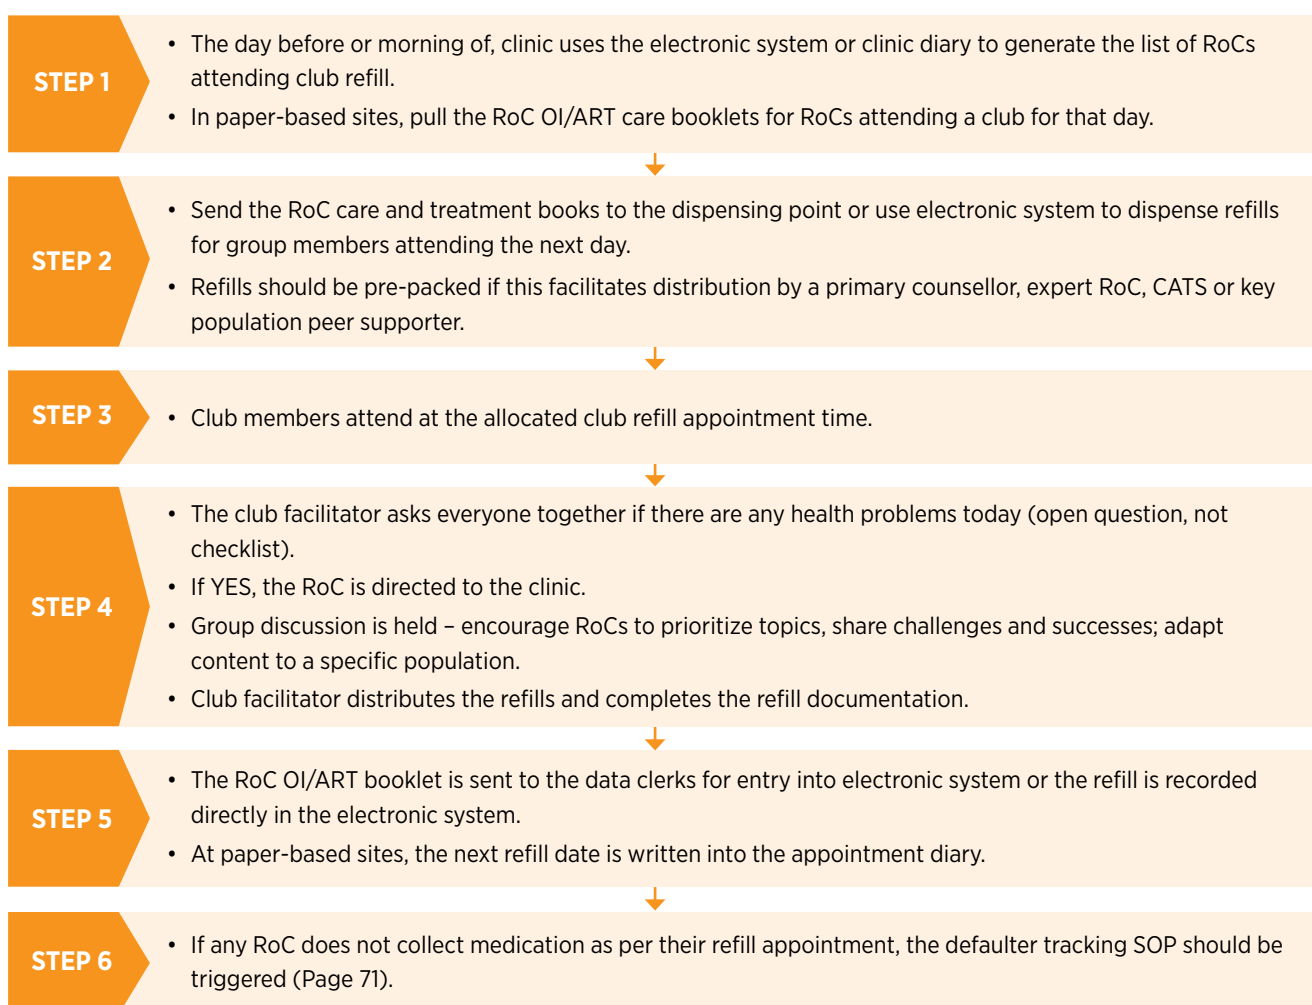 STEP 1
• The day before or morning of, clinic uses the electronic system or clinic diary to generate the list of RoCs
attending club refill.
• In paper-based sites, pull the RoC OI/ART care booklets for RoCs attending a club for that day.
STEP 2
• Send the RoC care and treatment books to the dispensing point or use electronic system to dispense refills
for group members attending the next day.
• Refills should be pre-packed if this facilitates distribution by a primary counsellor, expert RoC, CATS or key
population peer supporter.
STEP 3
• Club members attend at the allocated club refill appointment time.
STEP 4
• The club facilitator asks everyone together if there are any health problems today (open question, not
checklist).
• If YES, the RoC is directed to the clinic.
• Group discussion is held – encourage RoCs to prioritize topics, share challenges and successes; adapt
content to a specific population.
• Club facilitator distributes the refills and completes the refill documentation.
STEP 5
• The RoC OI/ART booklet is sent to the data clerks for entry into electronic system or the refill is recorded
directly in the electronic system.
• At paper-based sites, the next refill date is written into the appointment diary.
STEP 6
• If any RoC does not collect medication as per their refill appointment, the defaulter tracking SOP should be
triggered (Page 71).